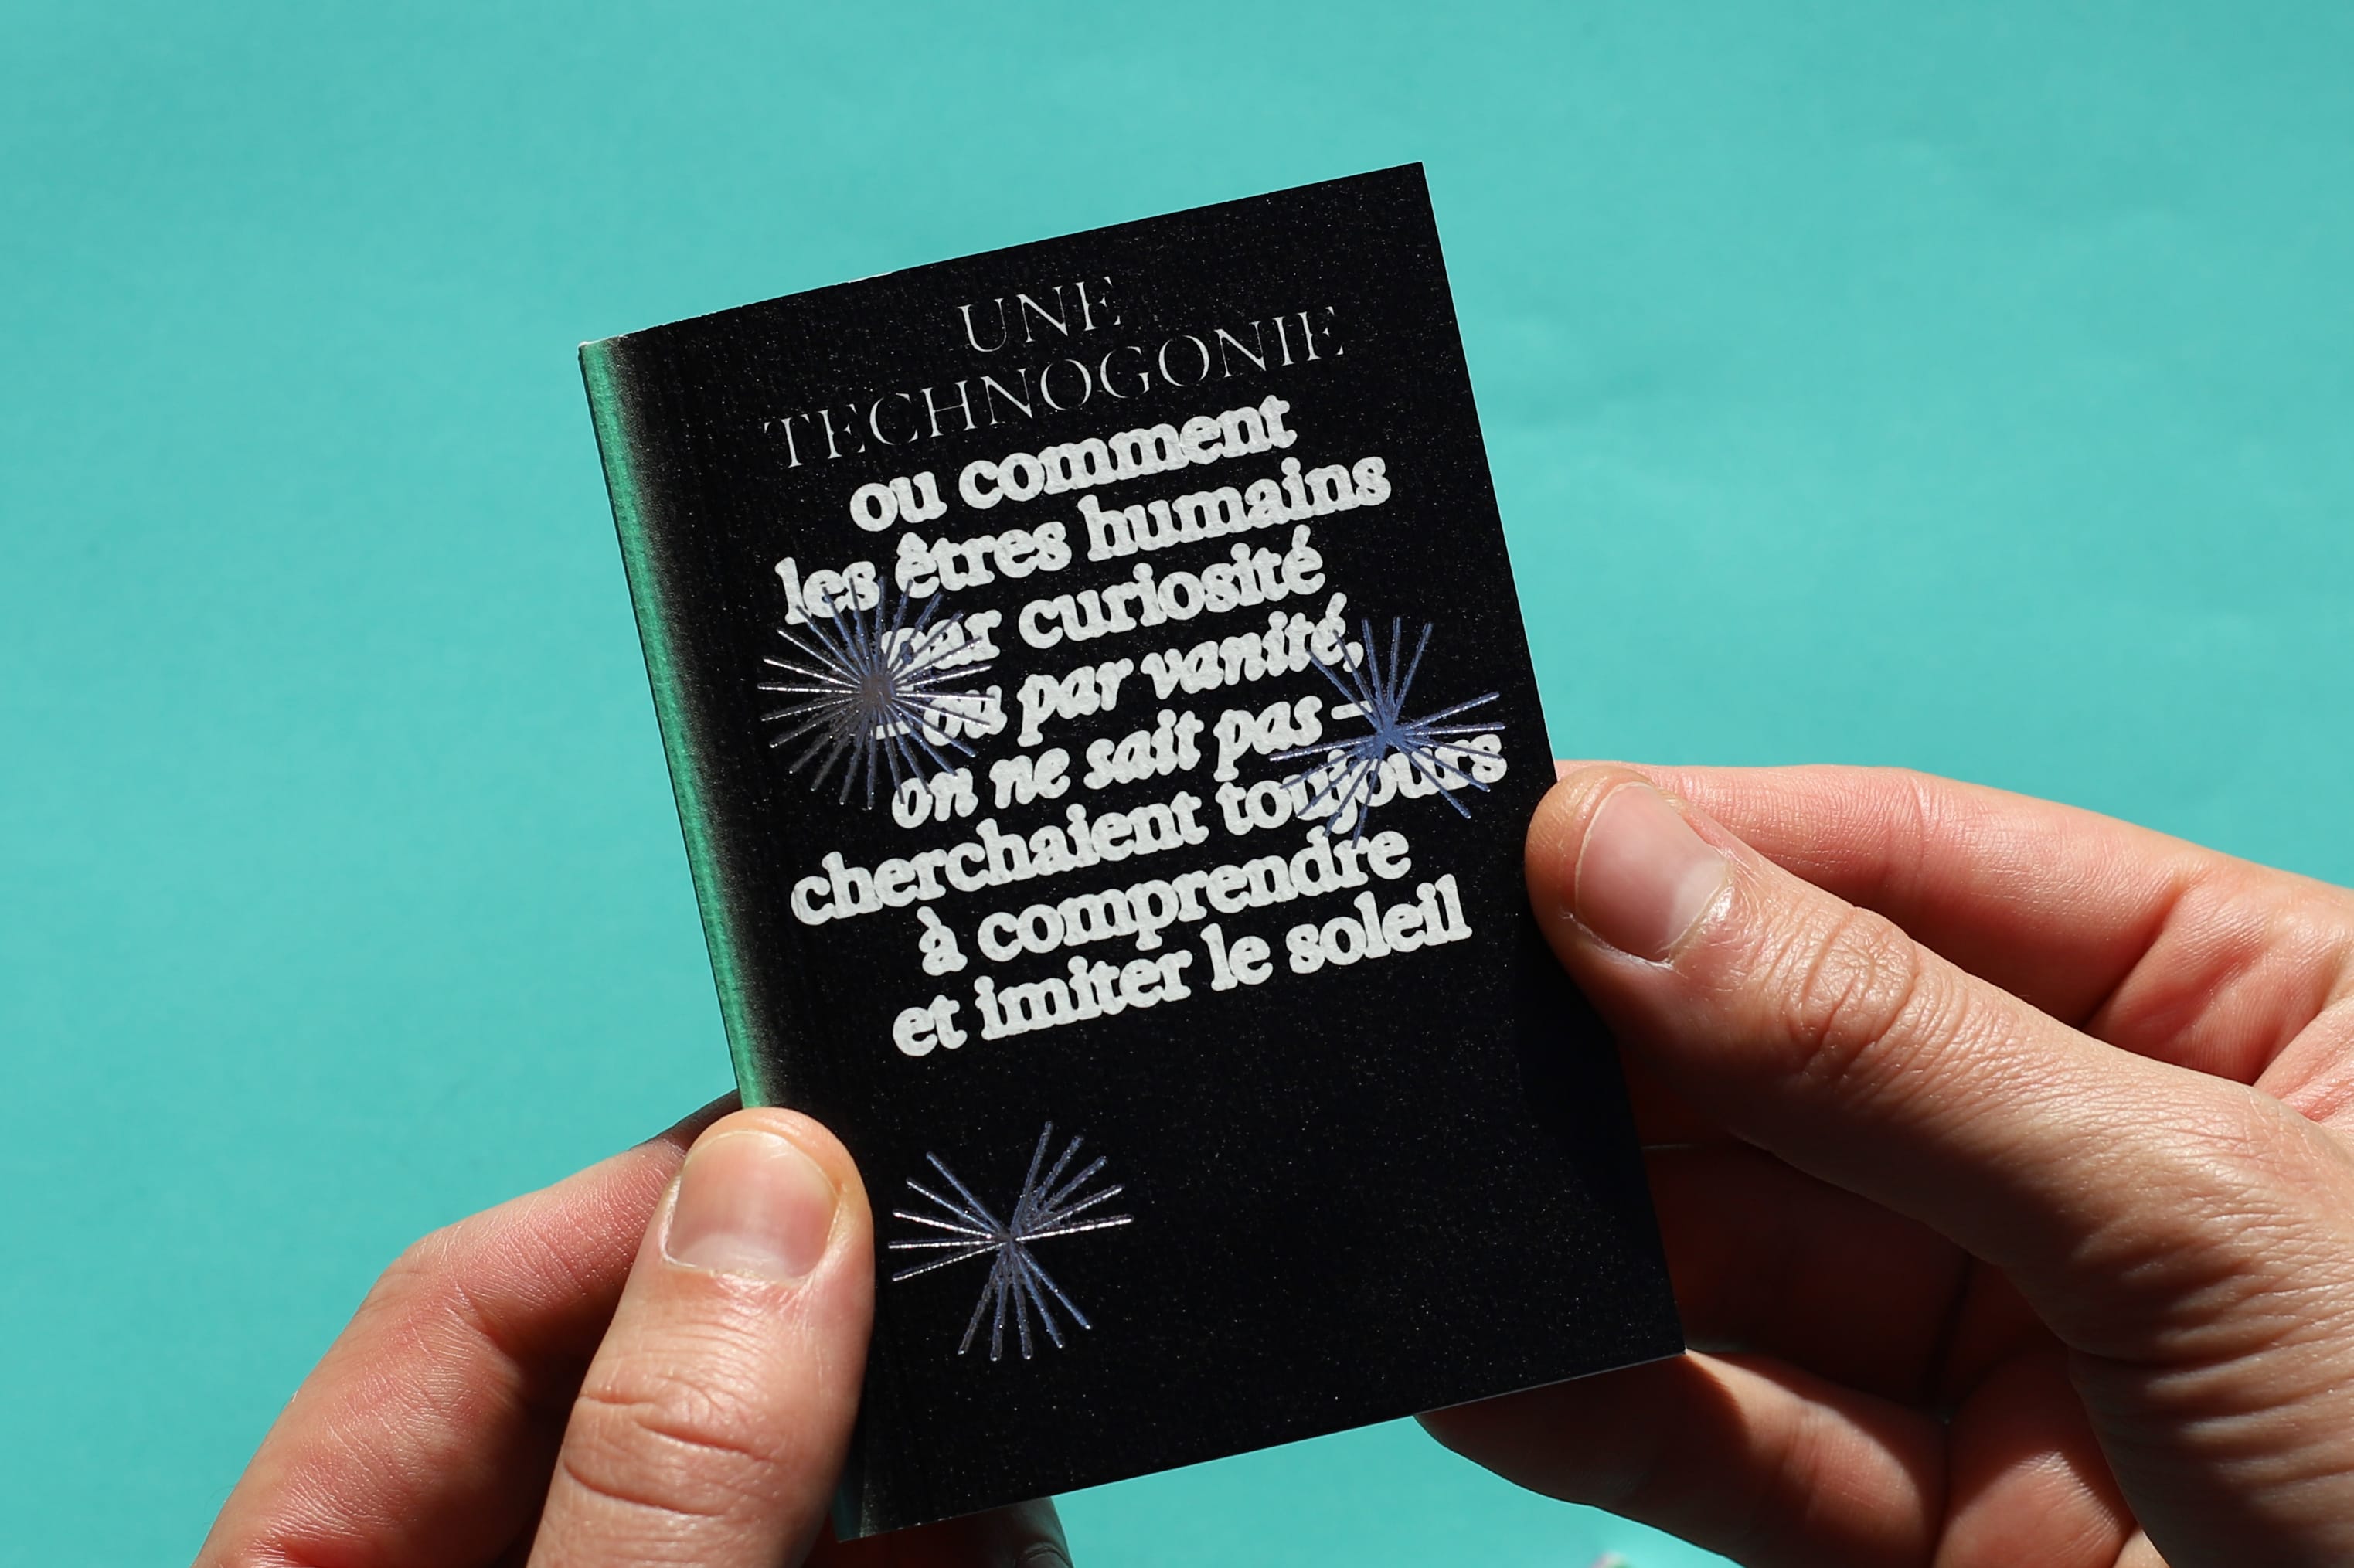 UNE
TECHNOGONIE
ou comment
les êtres humains
par curiosité
– ou par vanité,
on ne sait pas –
cherchaient toujours
à comprendre
et imiter le soleil